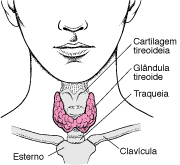 Cartilagem
tireoideia
Glândula
tireoide
Traqueia
Esterno
Clavícula